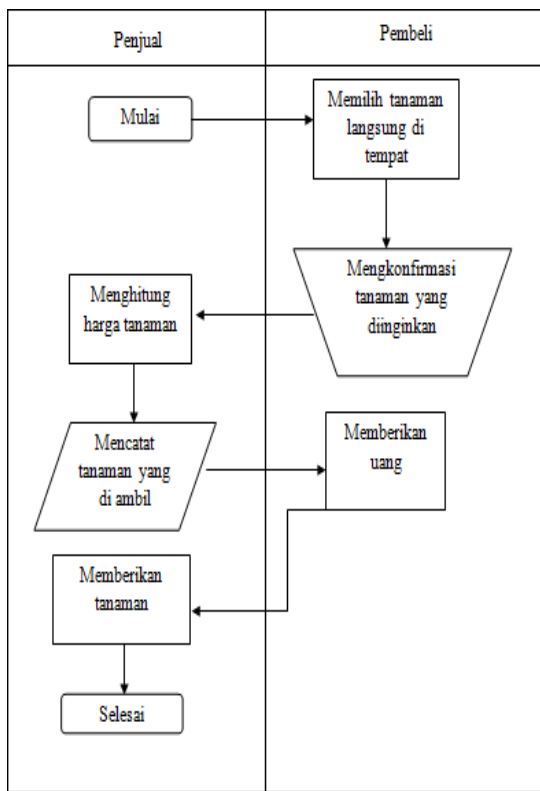 Penjual
Pembeli
Mulai
Memilih tanaman
langsung di
tempat
Mengkonfirmasi
tanaman yang
diinginkan
Menghitung
harga tanaman
Mencatat
tanaman yang
di ambil
Memberikan
uang
Memberikan
tanaman
Selesai